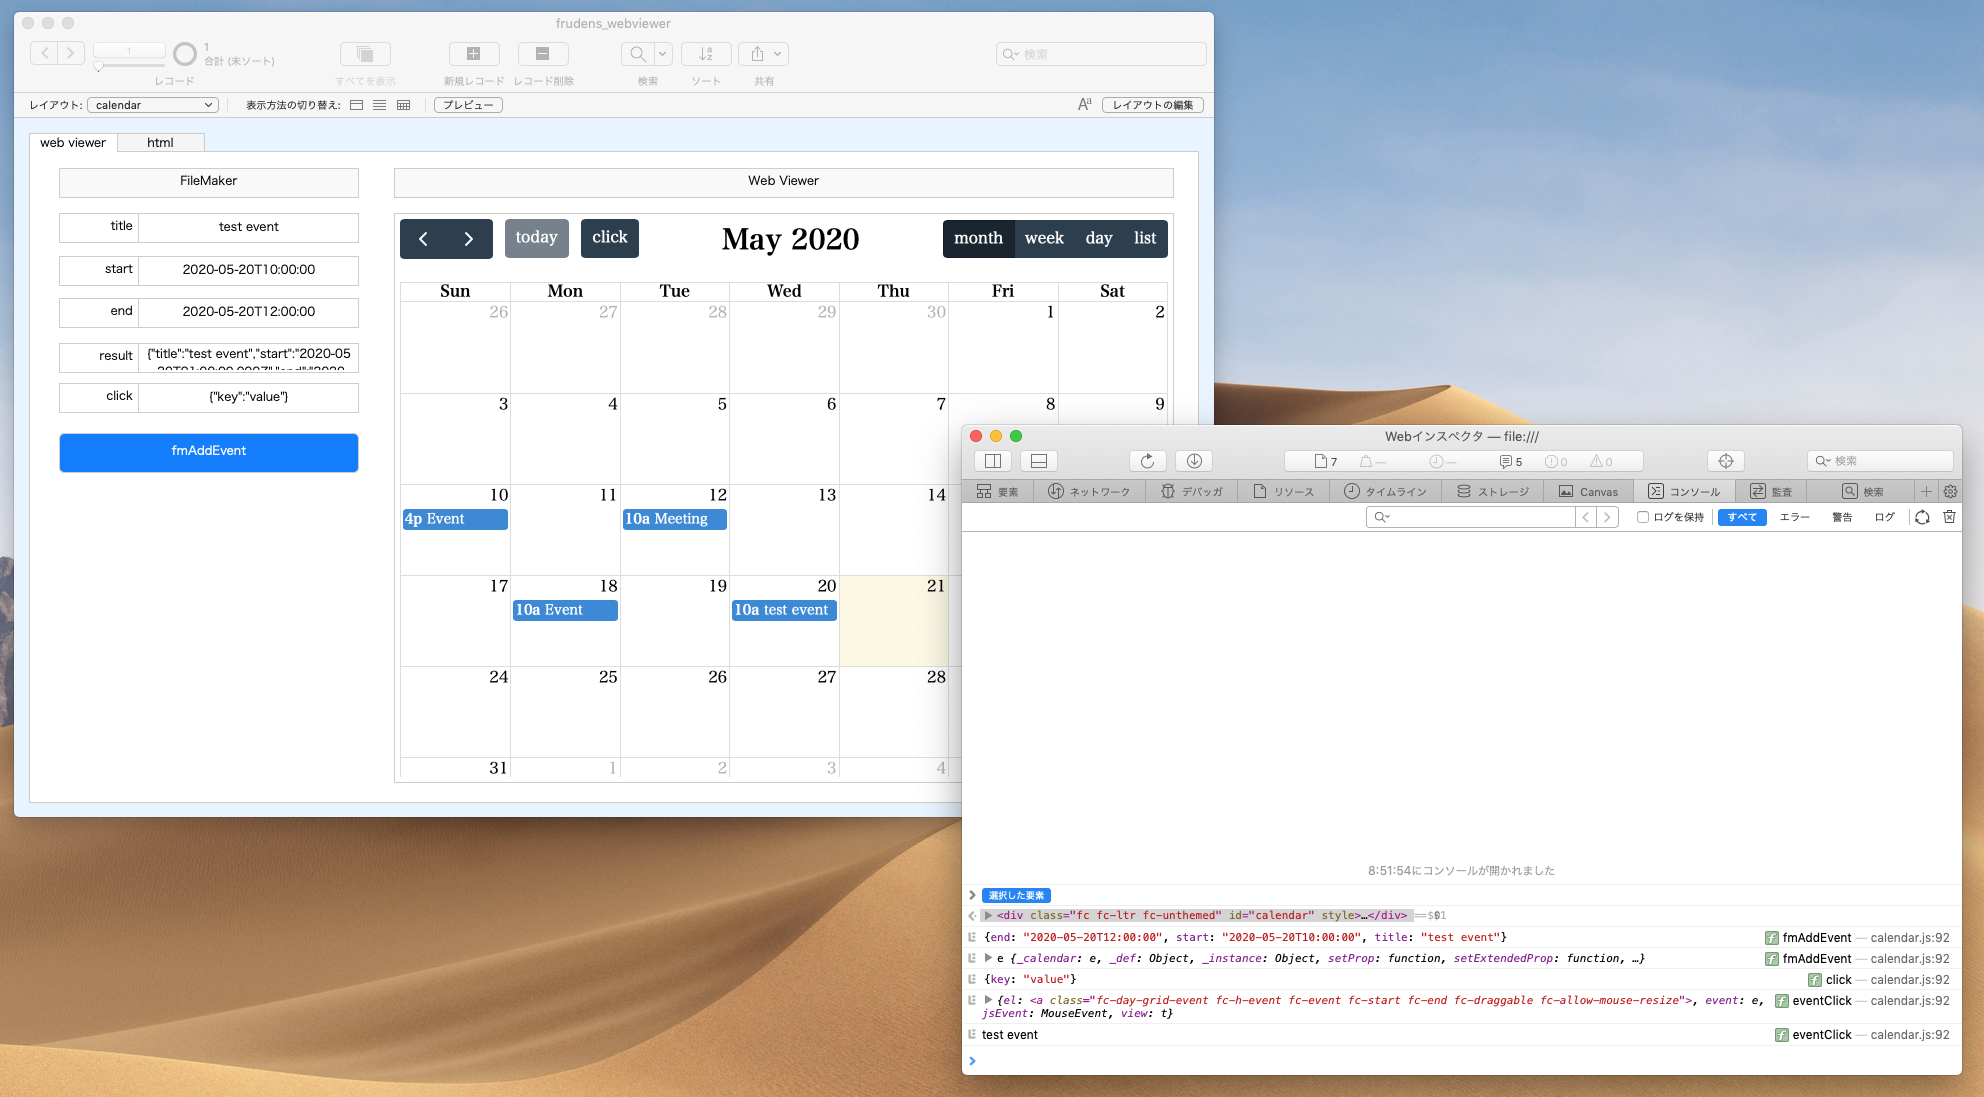 frudens_webviewer
1
1
合計 (未ソート)
レコード
すべてを表示
新規レコード
レコード削除
検索
ソート
共有
検索
レイアウト:
calendar
表示方法の切り替え:
プレビュー
Aa
レイアウトの編集
web viewer
html
FileMaker
title
test event
start
2020-05-20T10:00:00
end
2020-05-20T12:00:00
result
{"title":"test event","start":"2020-05
click
{"key":"value"}
fmAddEvent
Web Viewer
today
click
May 2020
month
week
day
list
Sun Mon Tue Wed Thu Fri Sat
26 27 28 29 30 1 2
3 4 5 6 7 8 9
10 11 12 13 14
4p Event
10a Meeting
17 18 19 20 21
10a Event
10a test event
24 25 26 27 28
31 1 2 3 4
Webインスペクタ — file:///
7
—
—
5
0
0
検索
要素
ネットワーク
デバッガ
リソース
タイムライン
ストレージ
Canvas
コンソール
監査
検索
ログを保持
すべて
エラー
警告
ログ
8:51:54にコンソールが開かれました
選択した要素
<div class="fc fc-ltr fc-unthemed" id="calendar" style>…</div>
{end: "2020-05-20T12:00:00", start: "2020-05-20T10:00:00", title: "test event"}
f fmAddEvent — calendar.js:92
e {_calendar: e, _def: Object, _instance: Object, setProp: function, setExtendedProp: function, …}
f fmAddEvent — calendar.js:92
{key: "value"}
f click — calendar.js:92
{el: <a class="fc-day-grid-event fc-h-event fc-event fc-start fc-end fc-draggable fc-allow-mouse-resize">, event: e,
jsEvent: MouseEvent, view: t}
f eventClick — calendar.js:92
test event
f eventClick — calendar.js:92